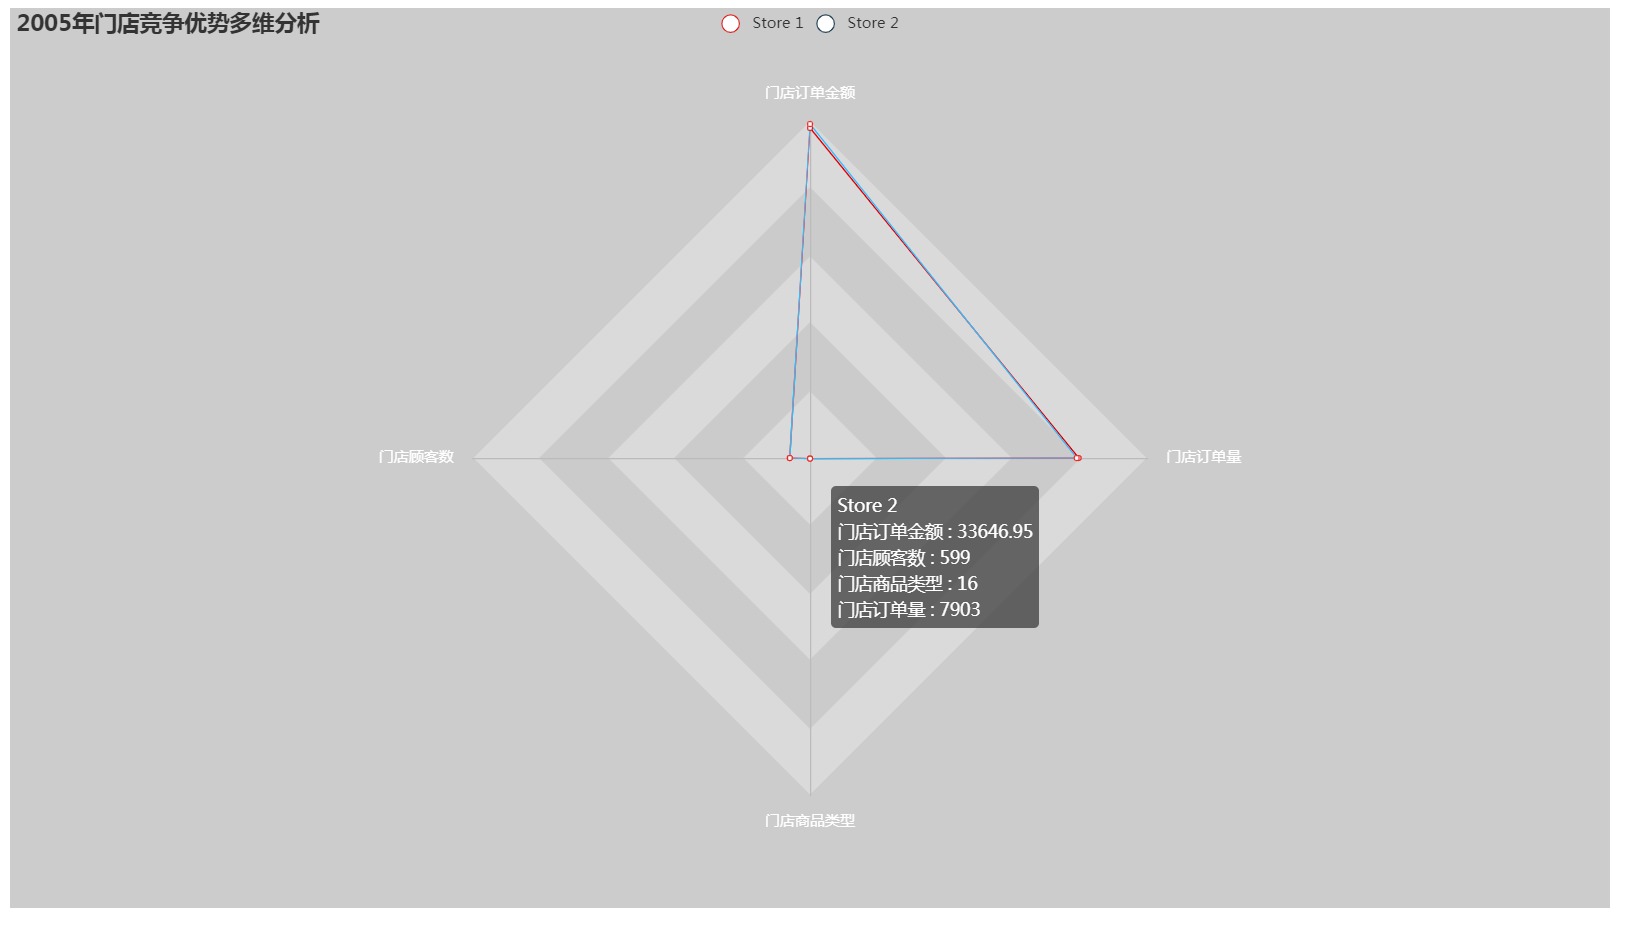 2005年门店竞争优势多维分析
Store 1
Store 2
门店订单金额
门店顾客数
门店订单量
Store 2
门店订单金额 : 33646.95
门店顾客数 : 599
门店商品类型 : 16
门店订单量 : 7903
门店商品类型